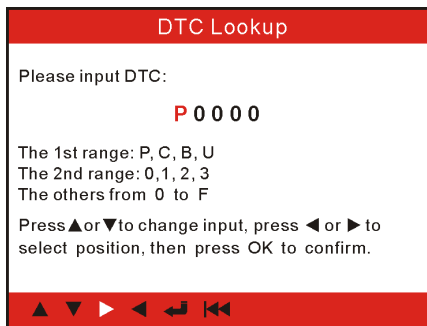 DTC Lookup
Please input DTC:
P0000
The 1st range: P, C, B, U
The 2nd range: 0,1, 2, 3
The others from 0 to F
Press▲or▼to change input, press ◀ or ▶ to
select position, then press OK to confirm.